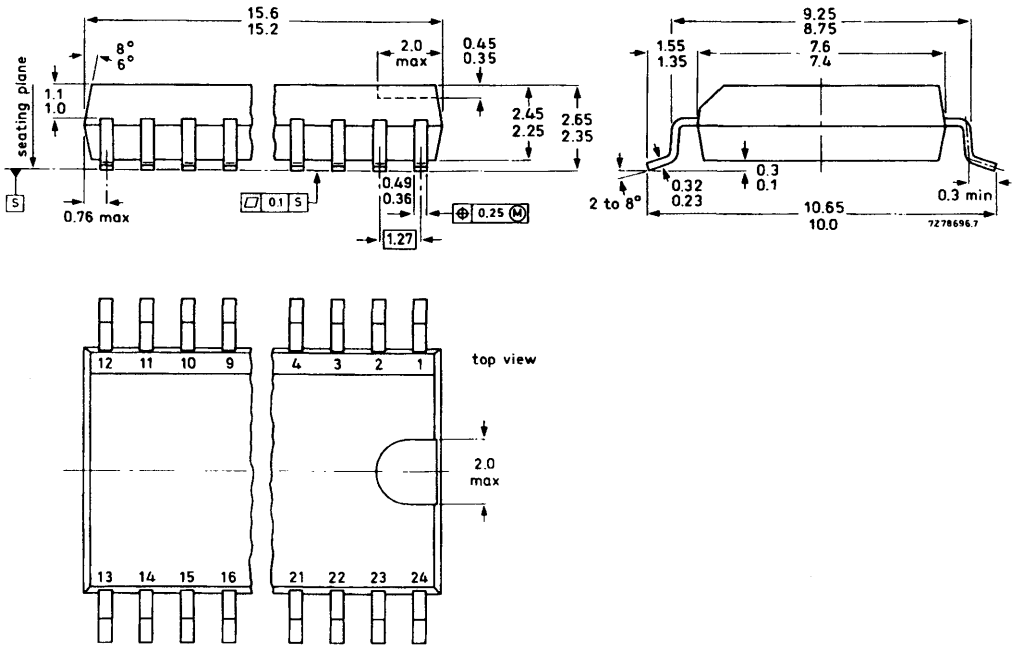 15.6
15.2
8°
6°
2.0
max
0.45
0.35
seating plane
1.1
1.0
2.45
2.25
2.65
2.35
S
0.76 max
0.1 S
0.49
0.36
0.25 M
1.27
9.25
8.75
1.55
1.35
7.6
7.4
2 to 8°
0.32
0.23
0.3
0.1
0.3 min
10.65
10.0
7Z78696.7
12 11 10 9 4 3 2 1
top view
2.0
max
13 14 15 16 21 22 23 24